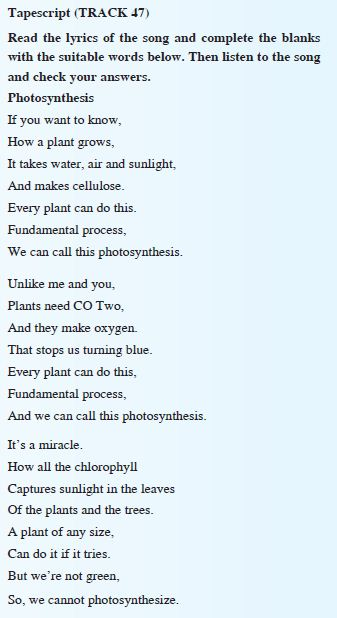 Tapescript (TRACK 47)
Read the lyrics of the song and complete the blanks
with the suitable words below. Then listen to the song
and check your answers.
Photosynthesis
If you want to know,
How a plant grows,
It takes water, air and sunlight,
And makes cellulose.
Every plant can do this.
Fundamental process,
We can call this photosynthesis.
Unlike me and you,
Plants need CO Two,
And they make oxygen.
That stops us turning blue.
Every plant can do this,
Fundamental process,
And we can call this photosynthesis.
It's a miracle.
How all the chlorophyll
Captures sunlight in the leaves
Of the plants and the trees.
A plant of any size,
Can do it if it tries.
But we're not green,
So, we cannot photosynthesize.